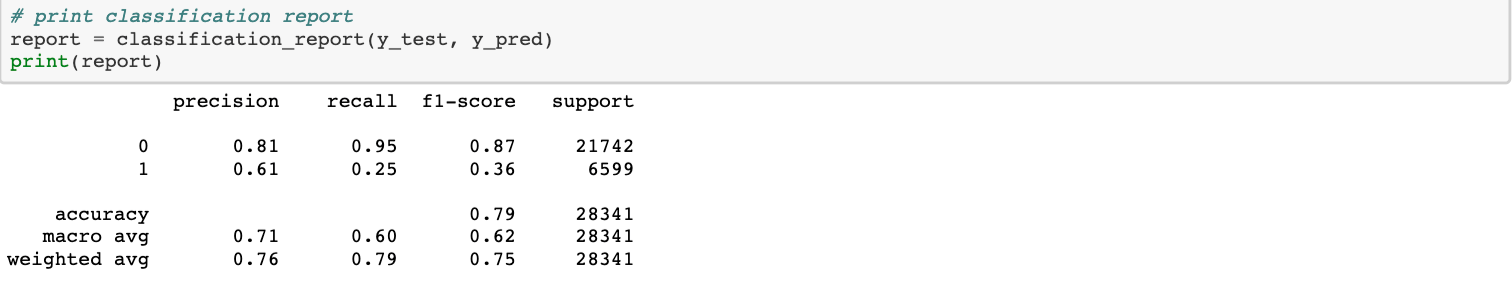 # print classification report
report = classification_report(y_test, y_pred)
print(report)
precision recall f1-score support
0 0.81 0.95 0.87 21742
1 0.61 0.25 0.36 6599
accuracy 0.79 28341
macro avg 0.71 0.60 0.62 28341
weighted avg 0.76 0.79 0.75 28341